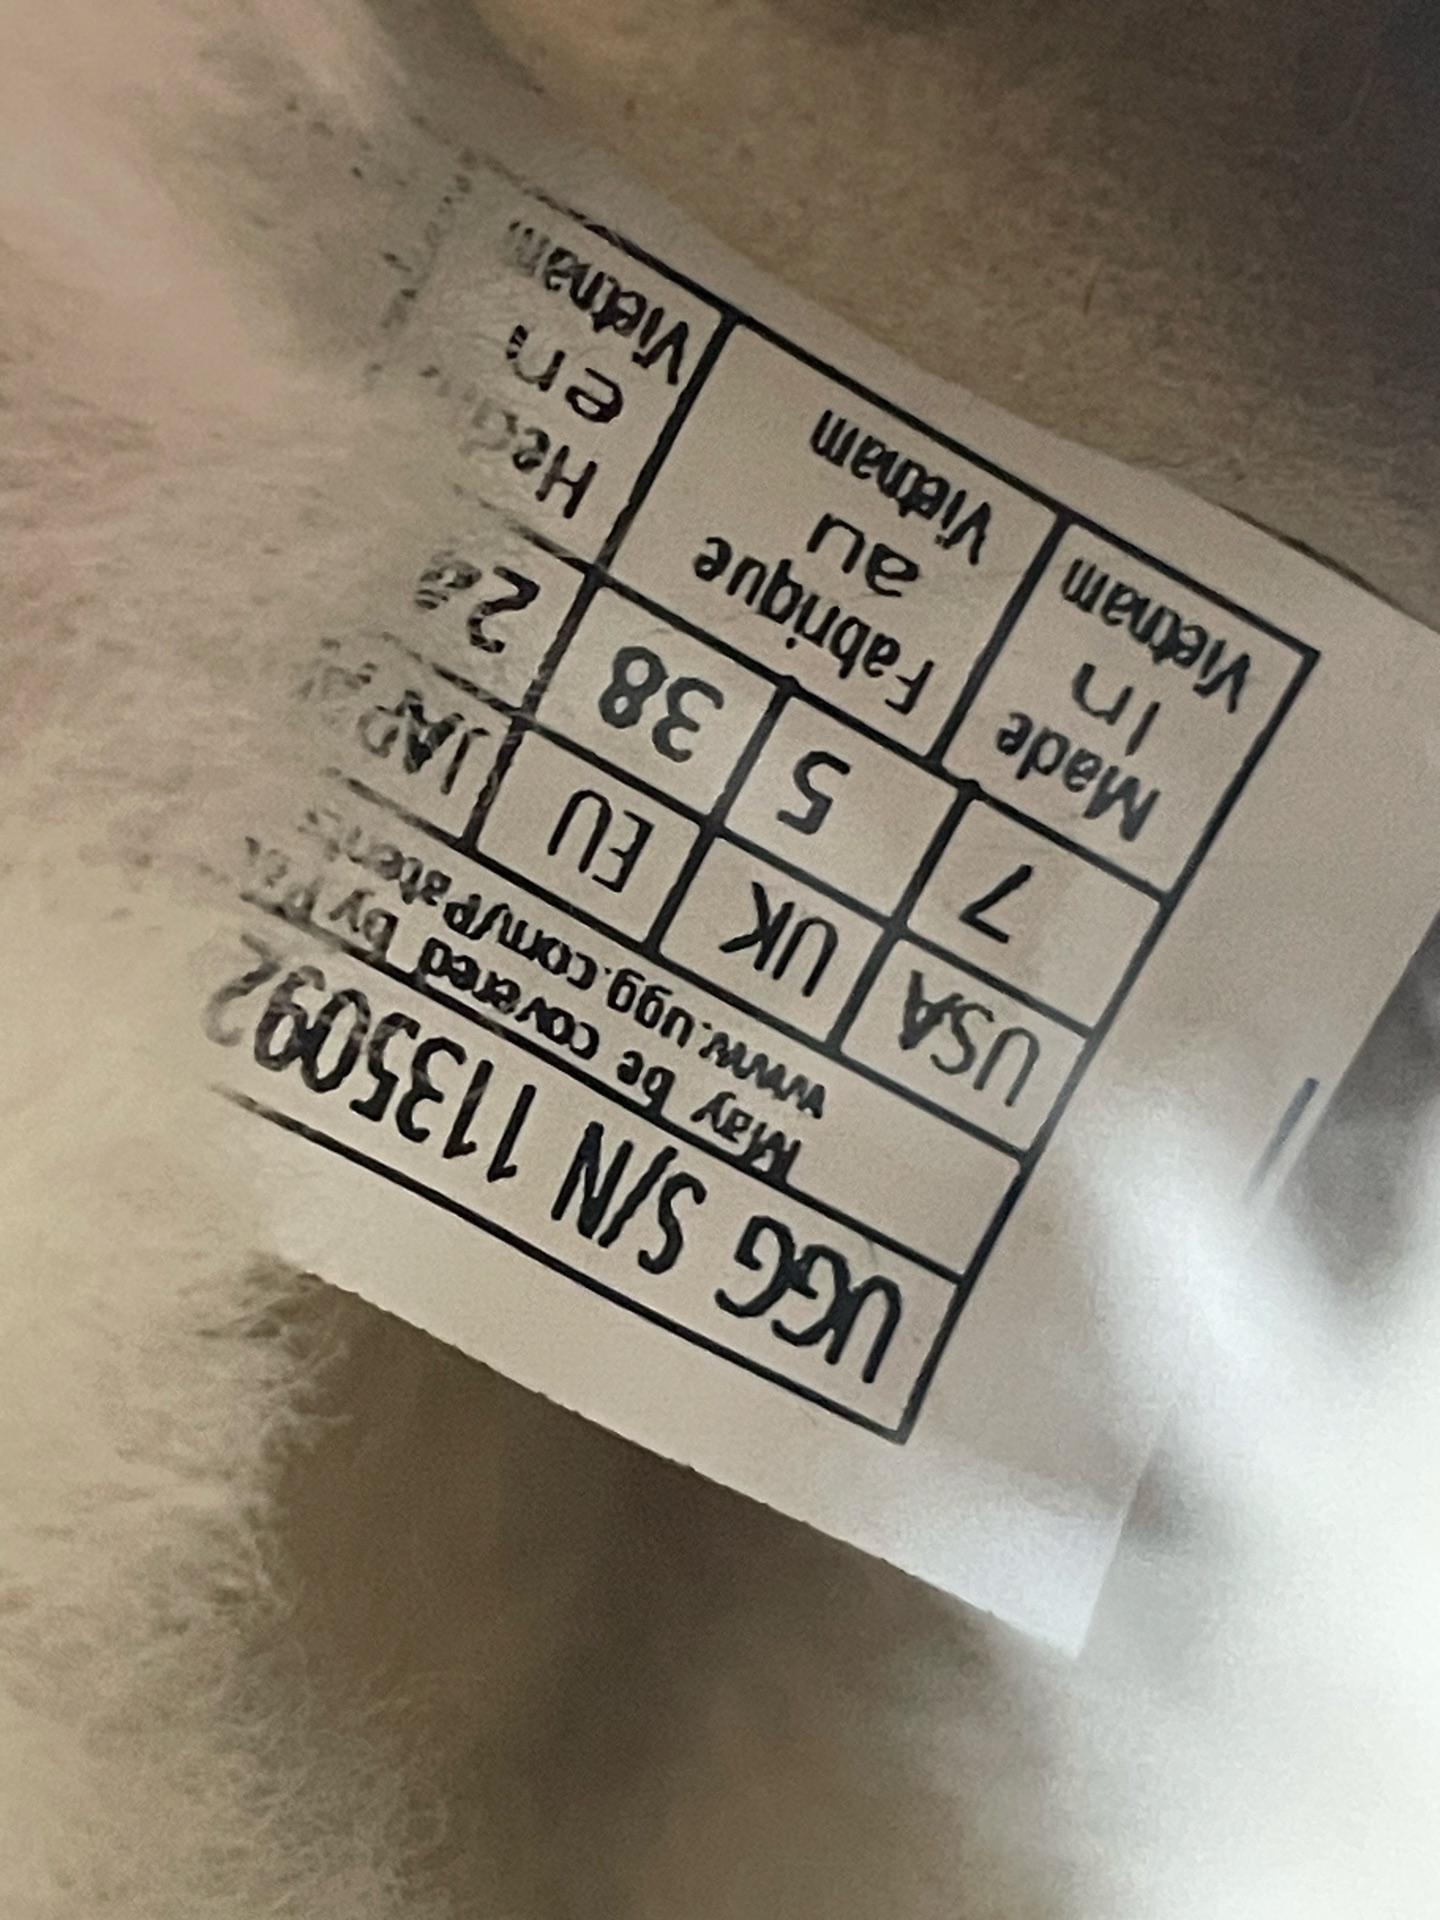 UGG S/N 1135092
May be covered by
www.ugg.com/Patents
USA UK EU
7 5 38
Made Fabrique
In au en
Vietnam Vietnam Vietnam